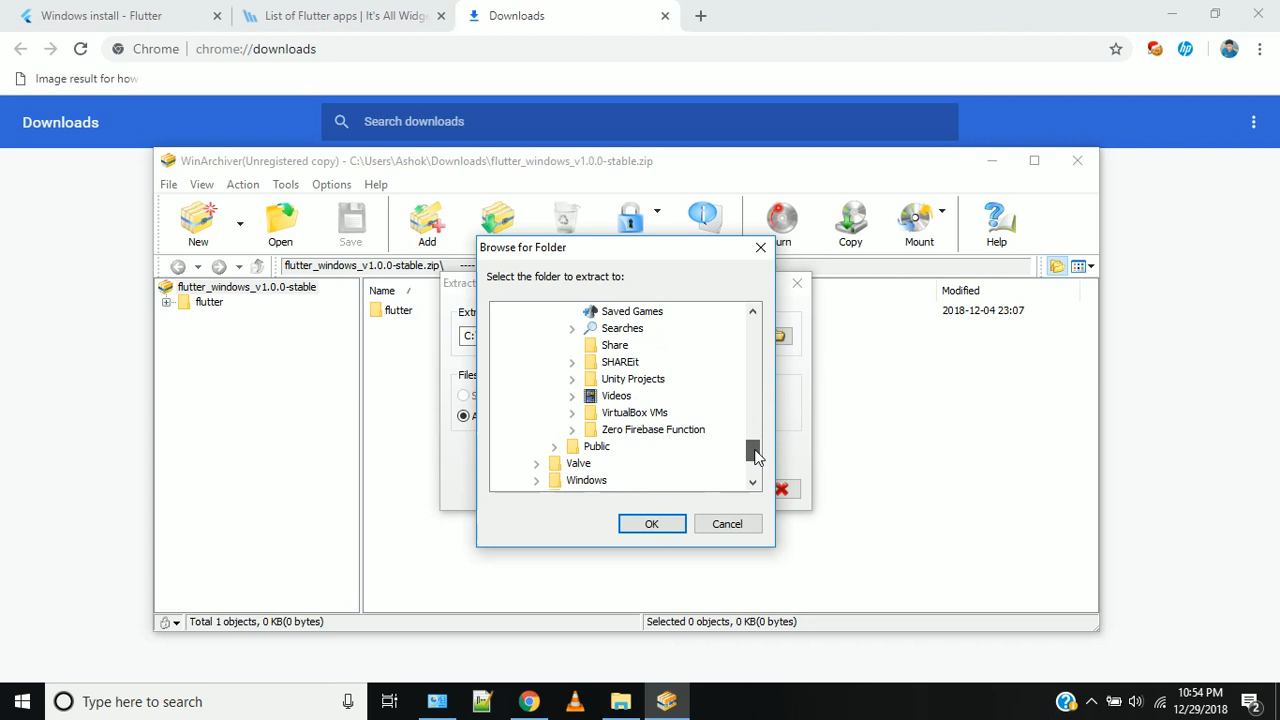 Windows install - Flutter
List of Flutter apps | It's All Widg
Downloads
Chrome
chrome://downloads
Image result for how
Downloads
Search downloads
WinArchiver(Unregistered copy) - C:\Users\Ashok\Downloads\flutter_windows_v1.0.0-stable.zip
File View Action Tools Options Help
New
Open
Save
Add
Copy
Mount
Help
flutter_windows_v1.0.0-stable.zip\
flutter_windows_v1.0.0-stable
flutter
Name
Modified
flutter
2018-12-04 23:07
Extract
C:
Files
Browse for Folder
Select the folder to extract to:
Saved Games
Searches
Share
SHAREit
Unity Projects
Videos
VirtualBox VMs
Zero Firebase Function
Public
Valve
Windows
OK
Cancel
Total 1 objects, 0 KB(0 bytes)
Selected 0 objects, 0 KB(0 bytes)
Type here to search
10:54 PM
12/29/2018
2